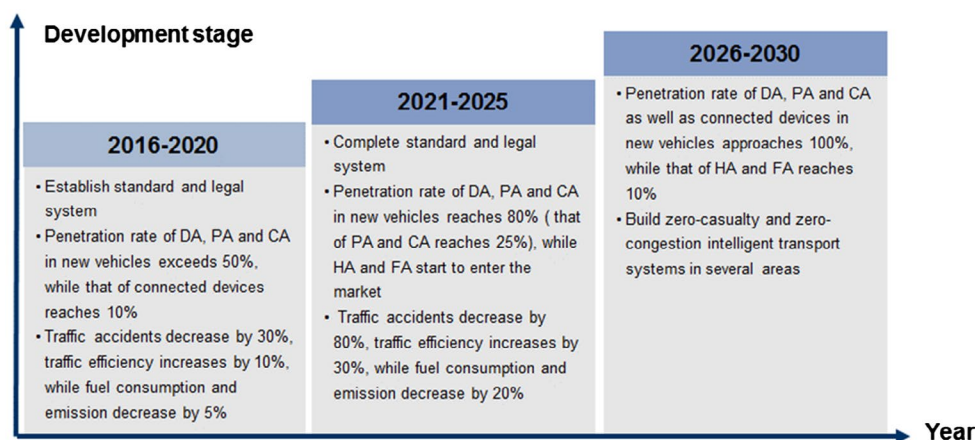 Development stage
2016-2020
• Establish standard and legal
system
• Penetration rate of DA, PA and CA
in new vehicles exceeds 50%,
while that of connected devices
reaches 10%
• Traffic accidents decrease by 30%,
traffic efficiency increases by 10%,
while fuel consumption and
emission decrease by 5%
2021-2025
• Complete standard and legal
system
• Penetration rate of DA, PA and CA
in new vehicles reaches 80% ( that
of PA and CA reaches 25%), while
HA and FA start to enter the
market
• Traffic accidents decrease by
80%, traffic efficiency increases by
30%, while fuel consumption and
emission decrease by 20%
2026-2030
• Penetration rate of DA, PA and CA
as well as connected devices in
new vehicles approaches 100%,
while that of HA and FA reaches
10%
• Build zero-casualty and zero-
congestion intelligent transport
systems in several areas
Year